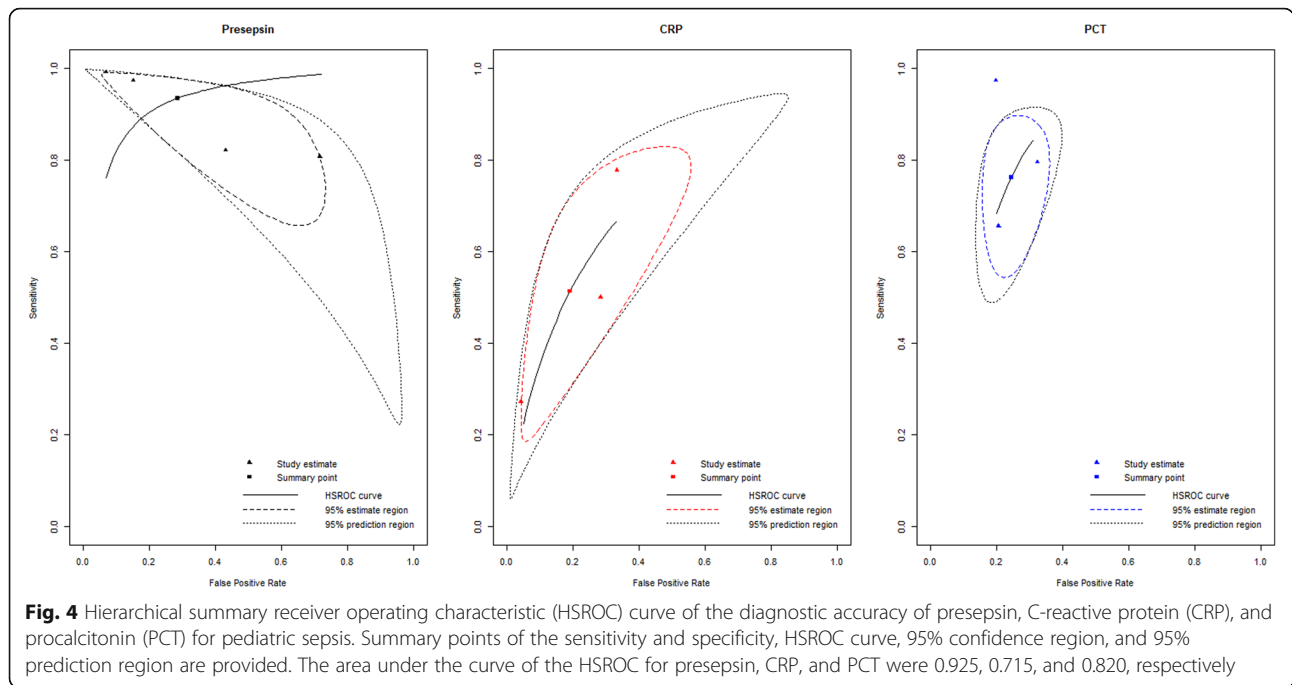 Presepsin
CRP
PCT
Sensitivity
1.0
0.8
0.6
0.4
0.2
0.0
Study estimate
Summary point
HSROC curve
95% estimate region
95% prediction region
0.0 0.2 0.4 0.6 0.8 1.0
False Positive Rate
Sensitivity
1.0
0.8
0.6
0.4
0.2
0.0
Study estimate
Summary point
HSROC curve
95% estimate region
95% prediction region
0.0 0.2 0.4 0.6 0.8 1.0
False Positive Rate
Sensitivity
1.0
0.8
0.6
0.4
0.2
0.0
Study estimate
Summary point
HSROC curve
95% estimate region
95% prediction region
0.0 0.2 0.4 0.6 0.8 1.0
False Positive Rate
Fig. 4 Hierarchical summary receiver operating characteristic (HSROC) curve of the diagnostic accuracy of presepsin, C-reactive protein (CRP), and
procalcitonin (PCT) for pediatric sepsis. Summary points of the sensitivity and specificity, HSROC curve, 95% confidence region, and 95%
prediction region are provided. The area under the curve of the HSROC for presepsin, CRP, and PCT were 0.925, 0.715, and 0.820, respectively